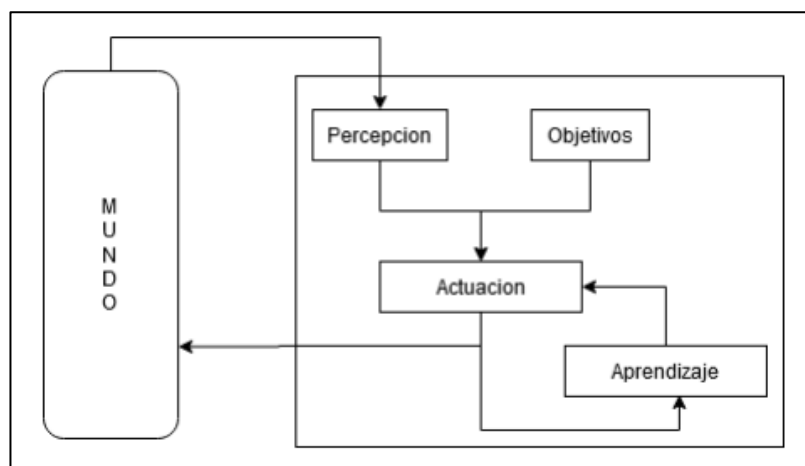 Percepcion
Objetivos
M
U
N
D
O
Actuacion
Aprendizaje